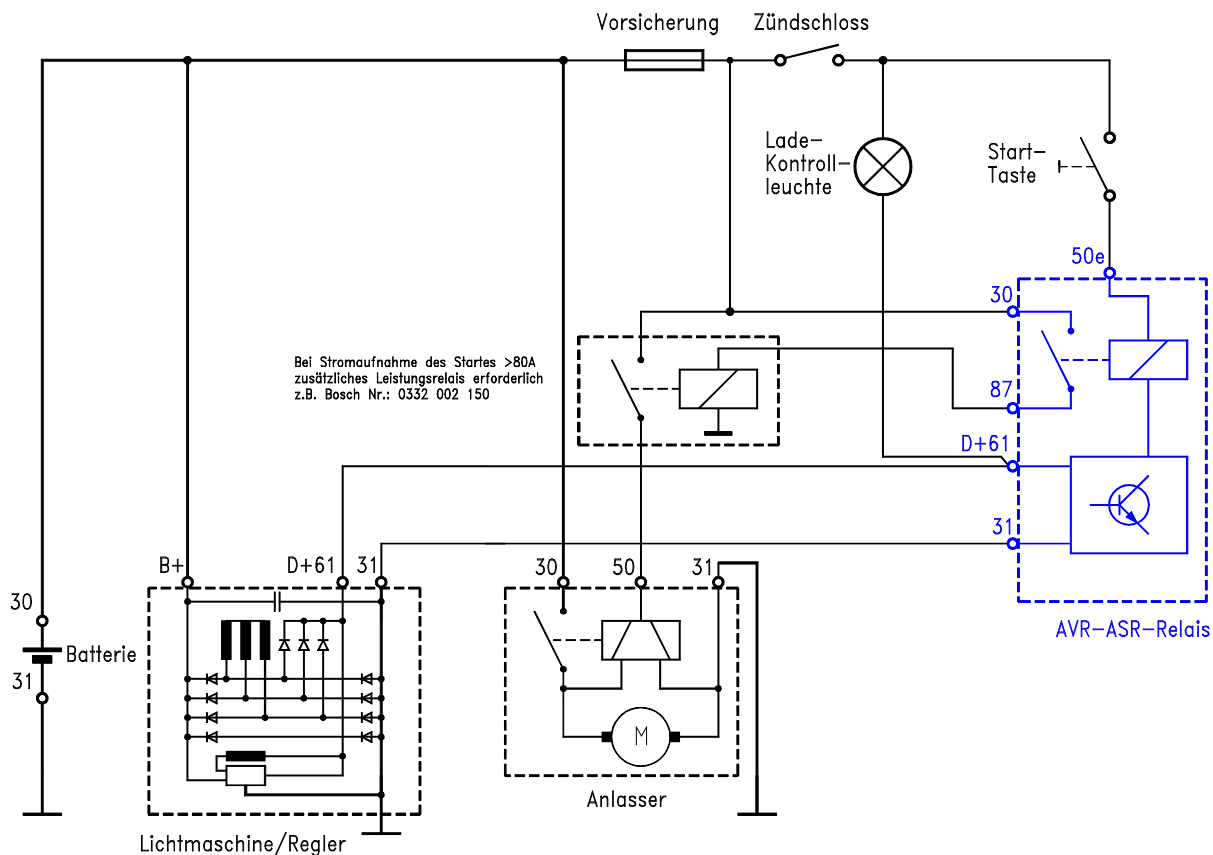 Vorsicherung
Zündschloss
Lade-
Kontroll-
leuchte
Start-
Taste
50e
30
87
D+61
31
Bei Stromaufnahme des Startes >80A
zusätzliches Leistungsrelais erforderlich
z.B. Bosch Nr.: 0332 002 150
AVR-ASR-Relais
B+
D+61
31
30
50
31
30
Batterie
31
M
Anlasser
Lichtmaschine/Regler